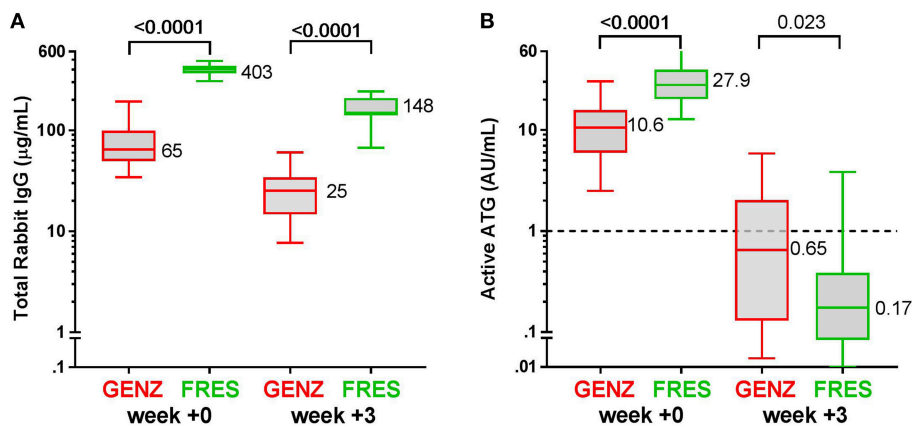 A
<0.0001 <0.0001
Total Rabbit IgG (μg/mL)
600
100
10
1
.1
65
403
25
148
GENZ FRES GENZ FRES
week +0 week +3
B
<0.0001 0.023
Active ATG (AU/mL)
60
10
1
.1
.01
10.6
27.9
0.65
0.17
GENZ FRES GENZ FRES
week +0 week +3